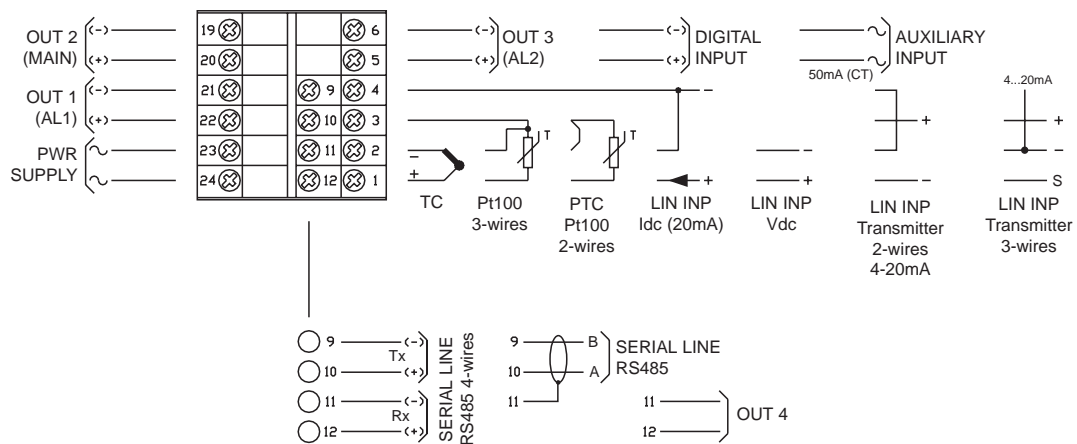 OUT 2
(MAIN)
(-)
(+)
OUT 1
(AL1)
(-)
(+)
PWR
SUPPLY
19
20
21
22
23
24
6
5
9 4
10 3
11 2
12 1
(-)
(+)
OUT 3
(AL2)
(-)
(+)
DIGITAL
INPUT
AUXILIARY
INPUT
50mA (CT)
4...20mA
-
+
+
-
T
T
-
+
-
+
-
+
-
S
TC
Pt100
3-wires
PTC
Pt100
2-wires
LIN INP
Idc (20mA)
LIN INP
Vdc
LIN INP
Transmitter
2-wires
4-20mA
LIN INP
Transmitter
3-wires
9 (-)
Tx
10 (+)
11 (-)
Rx
12 (+)
SERIAL LINE
RS485 4-wires
9 B
10 A
11
SERIAL LINE
RS485
11
12
OUT 4